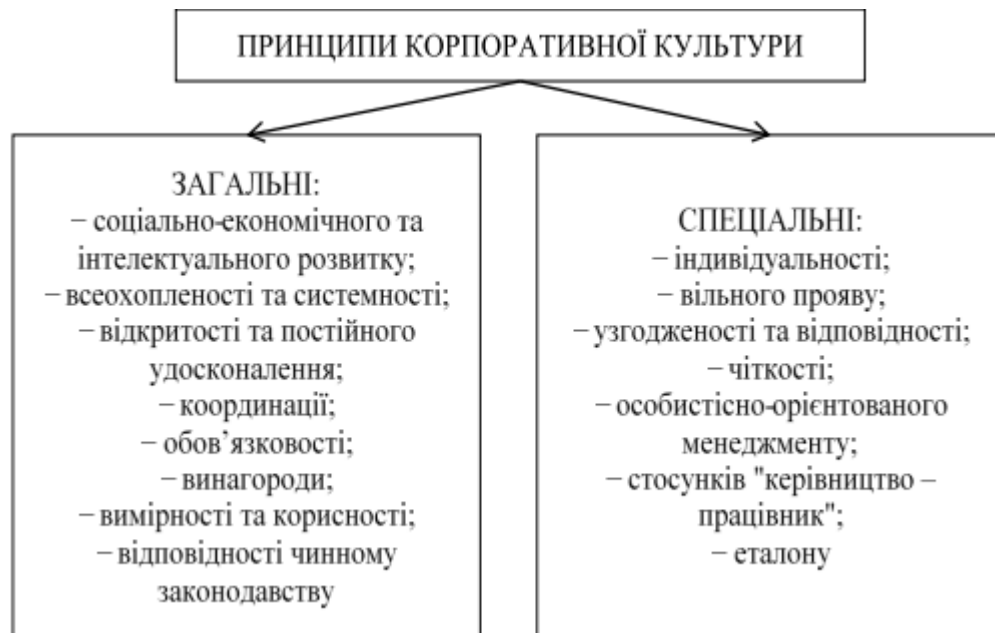 ПРИНЦИПИ КОРПОРАТИВНОЇ КУЛЬТУРИ
ЗАГАЛЬНІ:
– соціально-економічного та
інтелектуального розвитку;
– всеохопленості та системності;
– відкритості та постійного
удосконалення;
– координації;
– обов’язковості;
– винагороди;
– вимірності та корисності;
– відповідності чинному
законодавству
СПЕЦІАЛЬНІ:
– індивідуальності;
– вільного прояву;
– узгодженості та відповідності;
– чіткості;
– особистісно-орієнтованого
менеджменту;
– стосунків "керівництво –
працівник";
– еталону